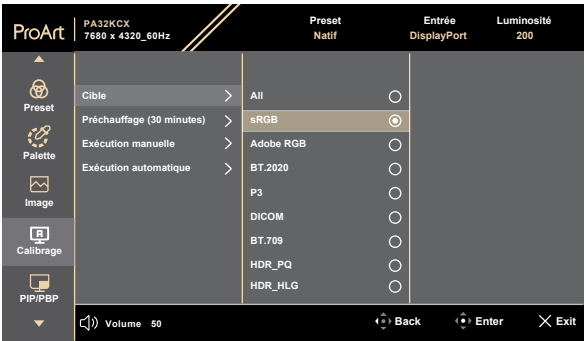 ProArt
PA32KCX
7680 x 4320_60Hz
Preset
Natif
Entrée
DisplayPort
Luminosité
200
Preset
Palette
Image
Calibrage
PIP/PBP
Cible
Préchauffage (30 minutes)
Exécution manuelle
Exécution automatique
All
sRGB
Adobe RGB
BT.2020
P3
DICOM
BT.709
HDR_PQ
HDR_HLG
Volume 50
Back
Enter
Exit